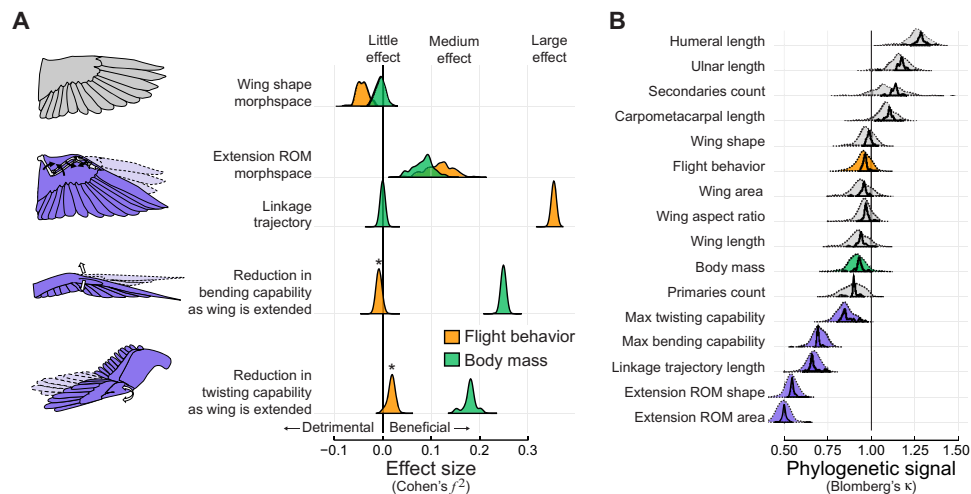 A
Little effect
Medium effect
Large effect
Wing shape
morphspace
Extension ROM
morphspace
Linkage
trajectory
Reduction in
bending capability
as wing is extended
*
Flight behavior
Body mass
Reduction in
twisting capability
as wing is extended
*
←Detrimental
Beneficial→
−0.1
0.0
0.1
0.2
0.3
Effect size
(Cohen's f²)
B
Humeral length
Ulnar length
Secondaries count
Carpometacarpal length
Wing shape
Flight behavior
Wing area
Wing aspect ratio
Wing length
Body mass
Primaries count
Max twisting capability
Max bending capability
Linkage trajectory length
Extension ROM shape
Extension ROM area
0.50
0.75
1.00
1.25
1.50
Phylogenetic signal
(Blomberg's κ)